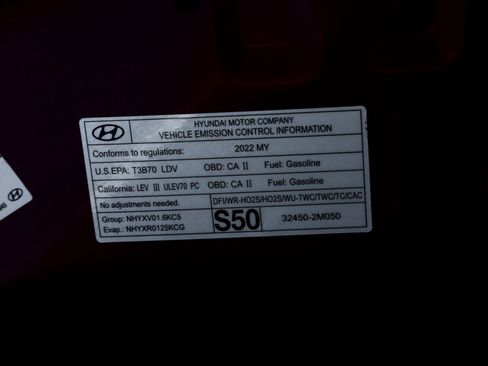 HYUNDAI MOTOR COMPANY
VEHICLE EMISSION CONTROL INFORMATION
Conforms to regulations: 2022 MY
U.S.EPA: T3B70 LDV OBD: CA II Fuel: Gasoline
California: LEV III ULEV70 PC OBD: CA II Fuel: Gasoline
No adjustments needed. DFI/WR-HO2S/HO2S/WU-TWC/TWC/TC/CAC
Group: NHYXV01.6KC5
Evap.: NHYXR0125KCG
S50 32450-2M050